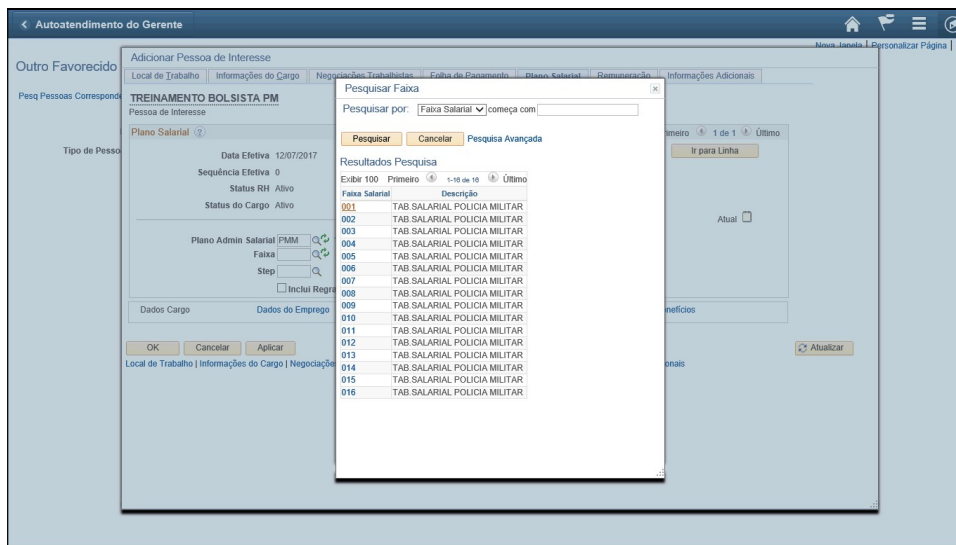 Autoatendimento do Gerente
Nova Janela | Personalizar Página |
Outro Favorecido
Adicionar Pessoa de Interesse
Local de Trabalho Informações do Cargo Negociações Trabalhistas Folha de Pagamento Plano Salarial Remuneração Informações Adicionais
Pesq Pessoas Corresponde
TREINAMENTO BOLSISTA PM
Pessoa de Interesse
Plano Salarial
1 de 1 Último
Ir para Linha
Tipo de Pesso
Data Efetiva 12/07/2017
Sequência Efetiva 0
Status RH Ativo
Status do Cargo Ativo
Atual
Plano Admin Salarial PMM
Faixa
Step
Inclui Regra
Dados Cargo Dados do Emprego
OK Cancelar Aplicar
Atualizar
Local de Trabalho | Informações do Cargo | Negociaçõe
Pesquisar Faixa
Pesquisar por: Faixa Salarial começa com
Pesquisar Cancelar Pesquisa Avançada
Resultados Pesquisa
Exibir 100 Primeiro 1-16 de 16 Último
Faixa Salarial Descrição
001 TAB.SALARIAL POLICIA MILITAR
002 TAB.SALARIAL POLICIA MILITAR
003 TAB.SALARIAL POLICIA MILITAR
004 TAB.SALARIAL POLICIA MILITAR
005 TAB.SALARIAL POLICIA MILITAR
006 TAB.SALARIAL POLICIA MILITAR
007 TAB.SALARIAL POLICIA MILITAR
008 TAB.SALARIAL POLICIA MILITAR
009 TAB.SALARIAL POLICIA MILITAR
010 TAB.SALARIAL POLICIA MILITAR
011 TAB.SALARIAL POLICIA MILITAR
012 TAB.SALARIAL POLICIA MILITAR
013 TAB.SALARIAL POLICIA MILITAR
014 TAB.SALARIAL POLICIA MILITAR
015 TAB.SALARIAL POLICIA MILITAR
016 TAB.SALARIAL POLICIA MILITAR